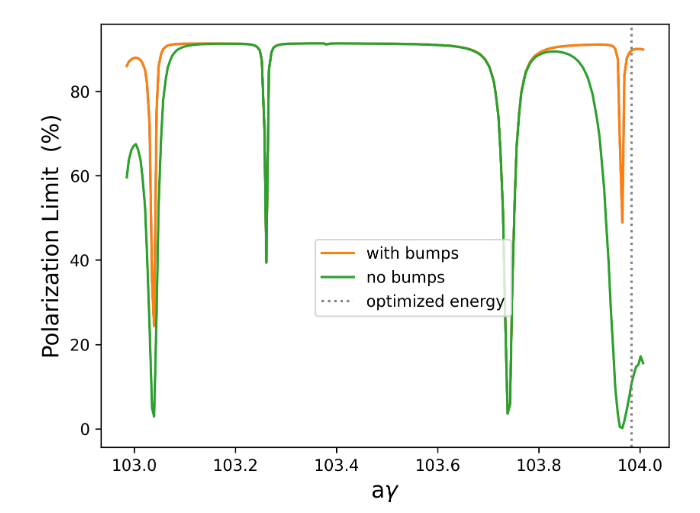 Polarization Limit (%)
80
60
40
20
0
with bumps
no bumps
optimized energy
103.0 103.2 103.4 103.6 103.8 104.0
aγ